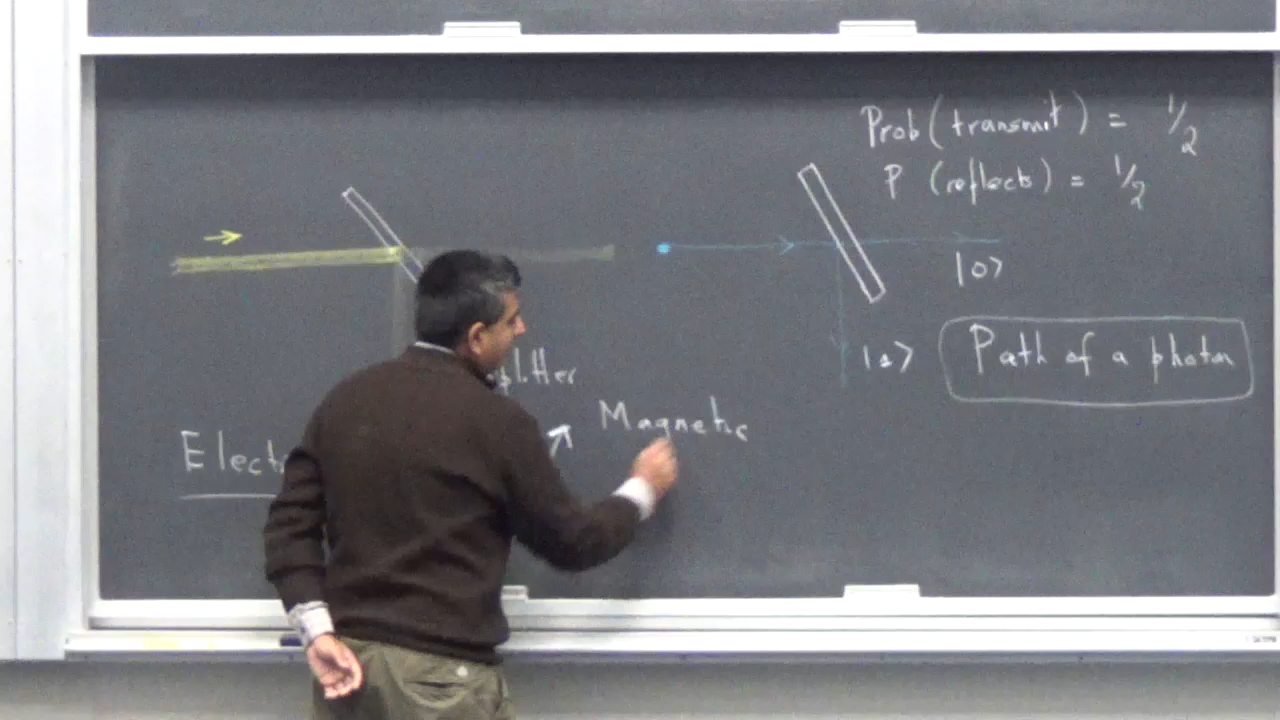 Prob (transmit) = 1/2
P (reflects) = 1/2
|0>
|1>
Path of a photon
Magnetic